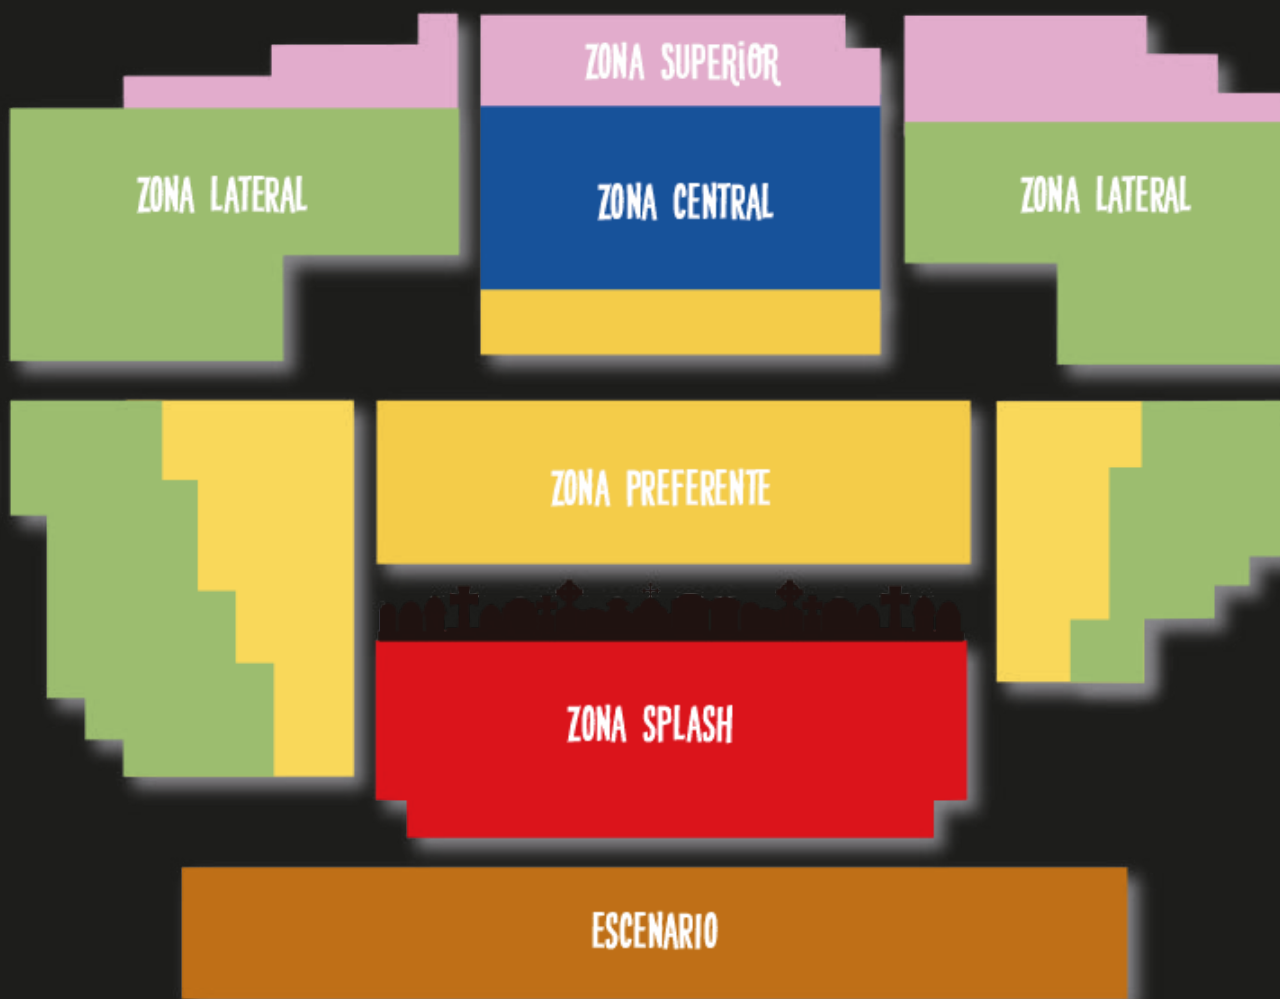 ZONA SUPERiOR
ZONA LATERAL
ZONA CENTRAL
ZONA LATERAL
ZONA PREFERENTE
ZONA SPLASH
ESCENARIO